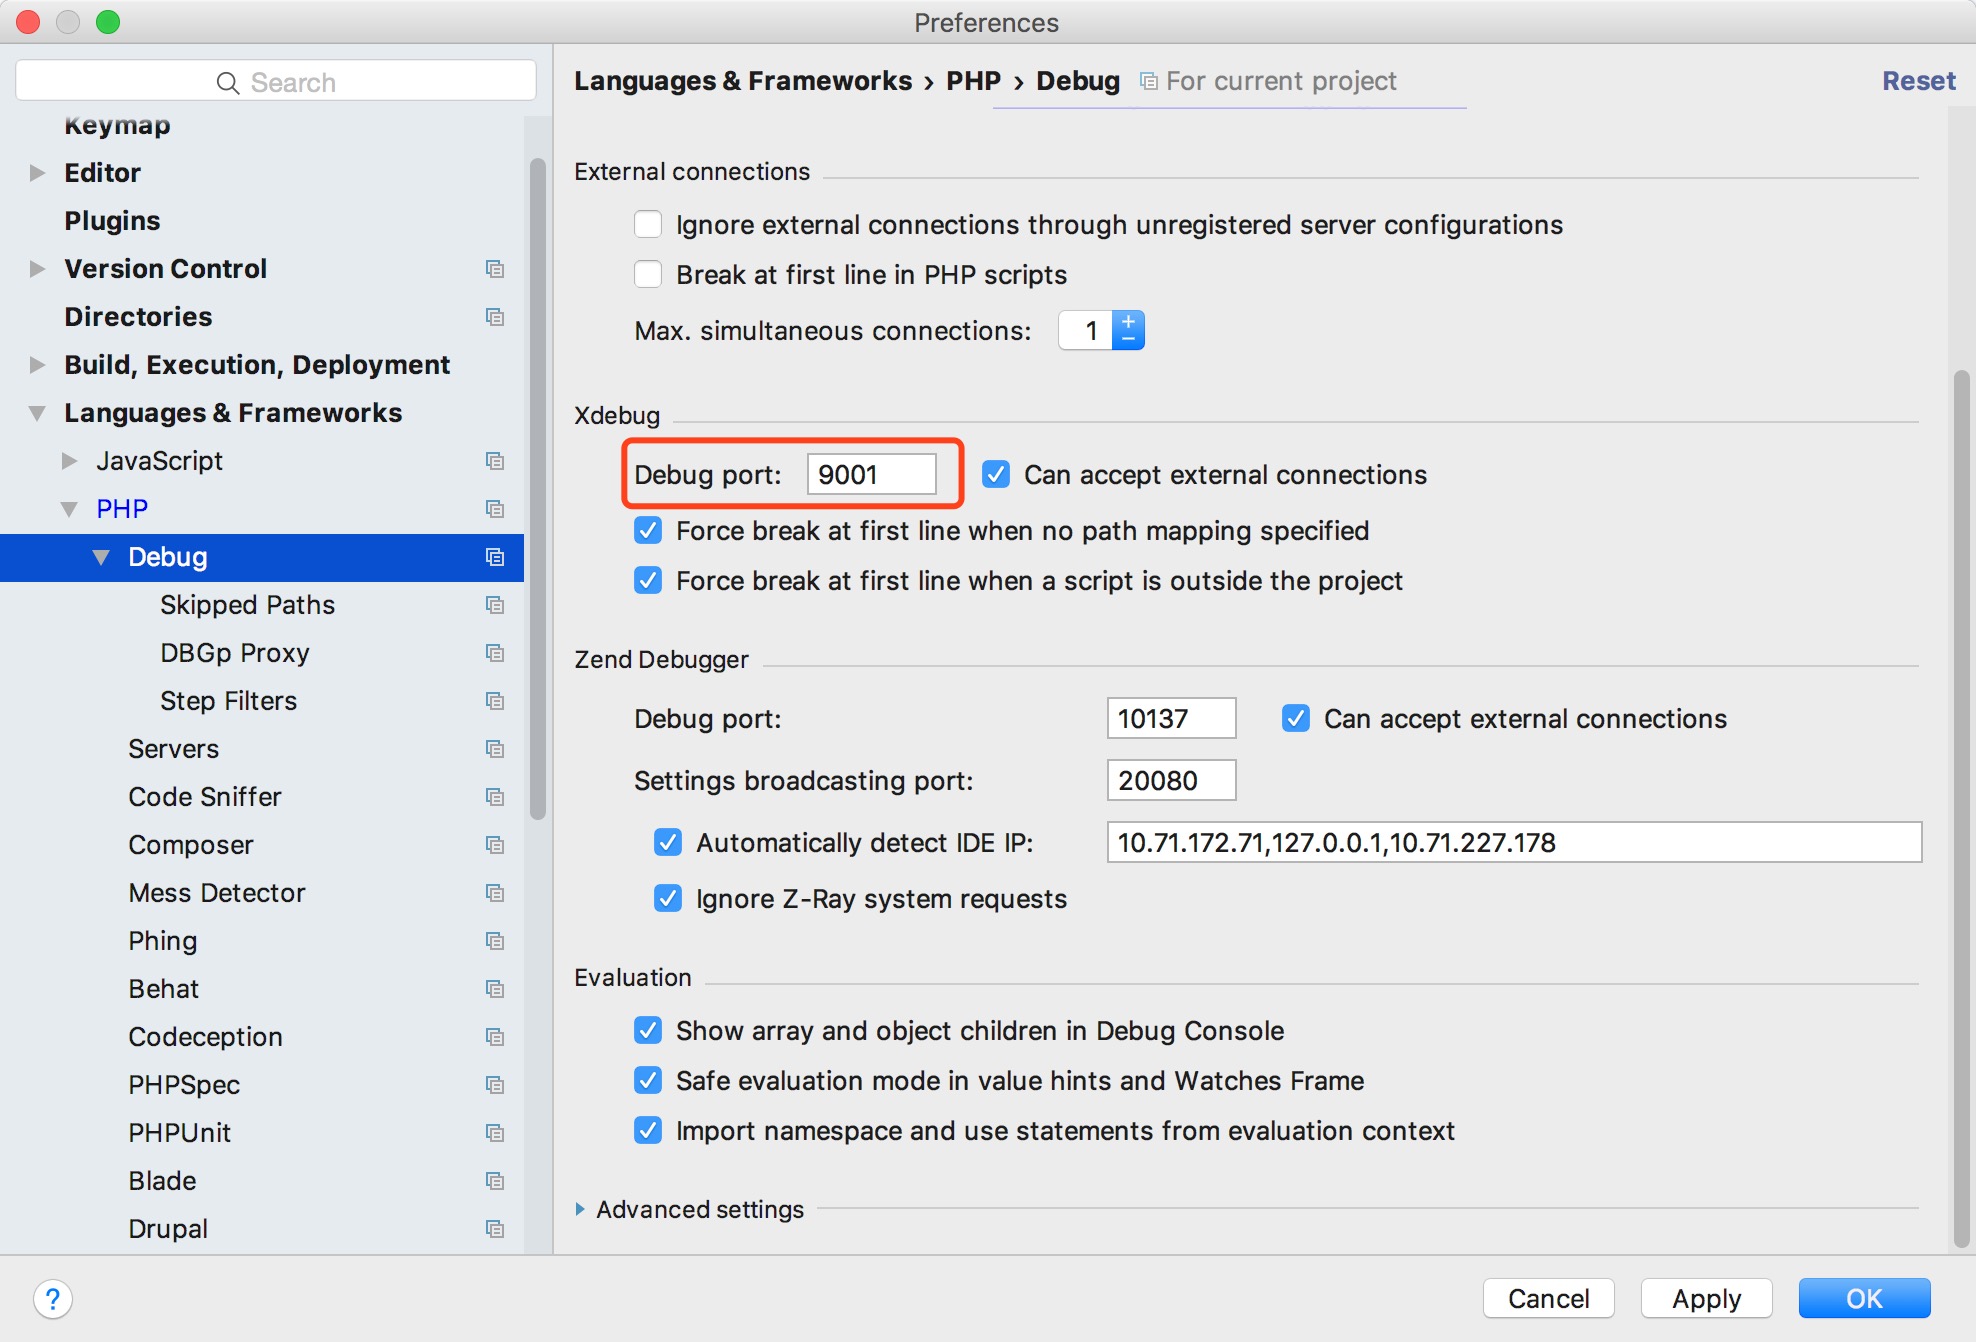 Preferences
Search
Keymap
Editor
Plugins
Version Control
Directories
Build, Execution, Deployment
Languages & Frameworks
JavaScript
PHP
Debug
Skipped Paths
DBGp Proxy
Step Filters
Servers
Code Sniffer
Composer
Mess Detector
Phing
Behat
Codeception
PHPSpec
PHPUnit
Blade
Drupal
Languages & Frameworks › PHP › Debug For current project Reset
External connections
Ignore external connections through unregistered server configurations
Break at first line in PHP scripts
Max. simultaneous connections: 1
Xdebug
Debug port: 9001 Can accept external connections
Force break at first line when no path mapping specified
Force break at first line when a script is outside the project
Zend Debugger
Debug port: 10137 Can accept external connections
Settings broadcasting port: 20080
Automatically detect IDE IP: 10.71.172.71,127.0.0.1,10.71.227.178
Ignore Z-Ray system requests
Evaluation
Show array and object children in Debug Console
Safe evaluation mode in value hints and Watches Frame
Import namespace and use statements from evaluation context
Advanced settings
? Cancel Apply OK